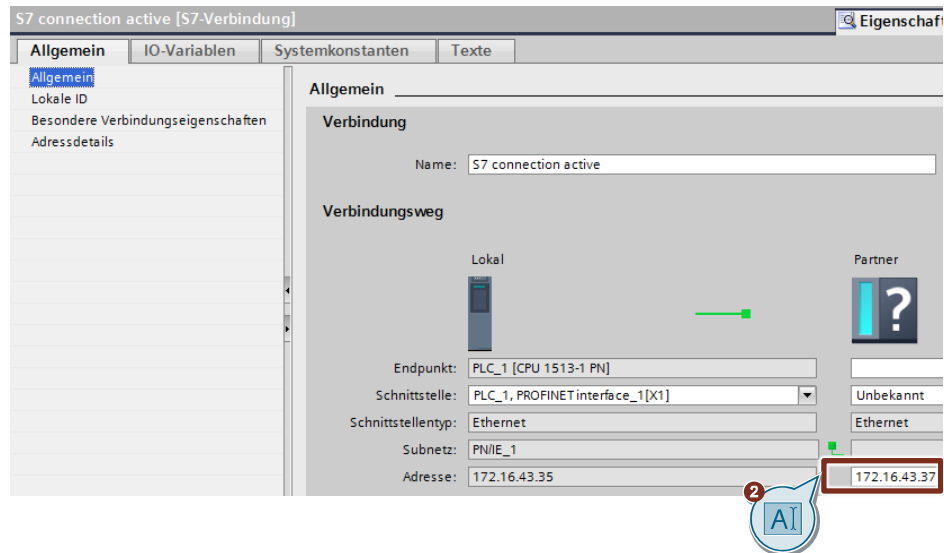 S7 connection active [S7-Verbindung]
Eigenschaft
Allgemein IO-Variablen Systemkonstanten Texte
Allgemein
Lokale ID
Besondere Verbindungseigenschaften
Adressdetails
Allgemein
Verbindung
Name: S7 connection active
Verbindungsweg
Lokal Partner
?
Endpunkt: PLC_1 [CPU 1513-1 PN]
Schnittstelle: PLC_1, PROFINET interface_1[X1] Unbekannt
Schnittstellentyp: Ethernet Ethernet
Subnetz: PN/IE_1
Adresse: 172.16.43.35 172.16.43.37
2
A